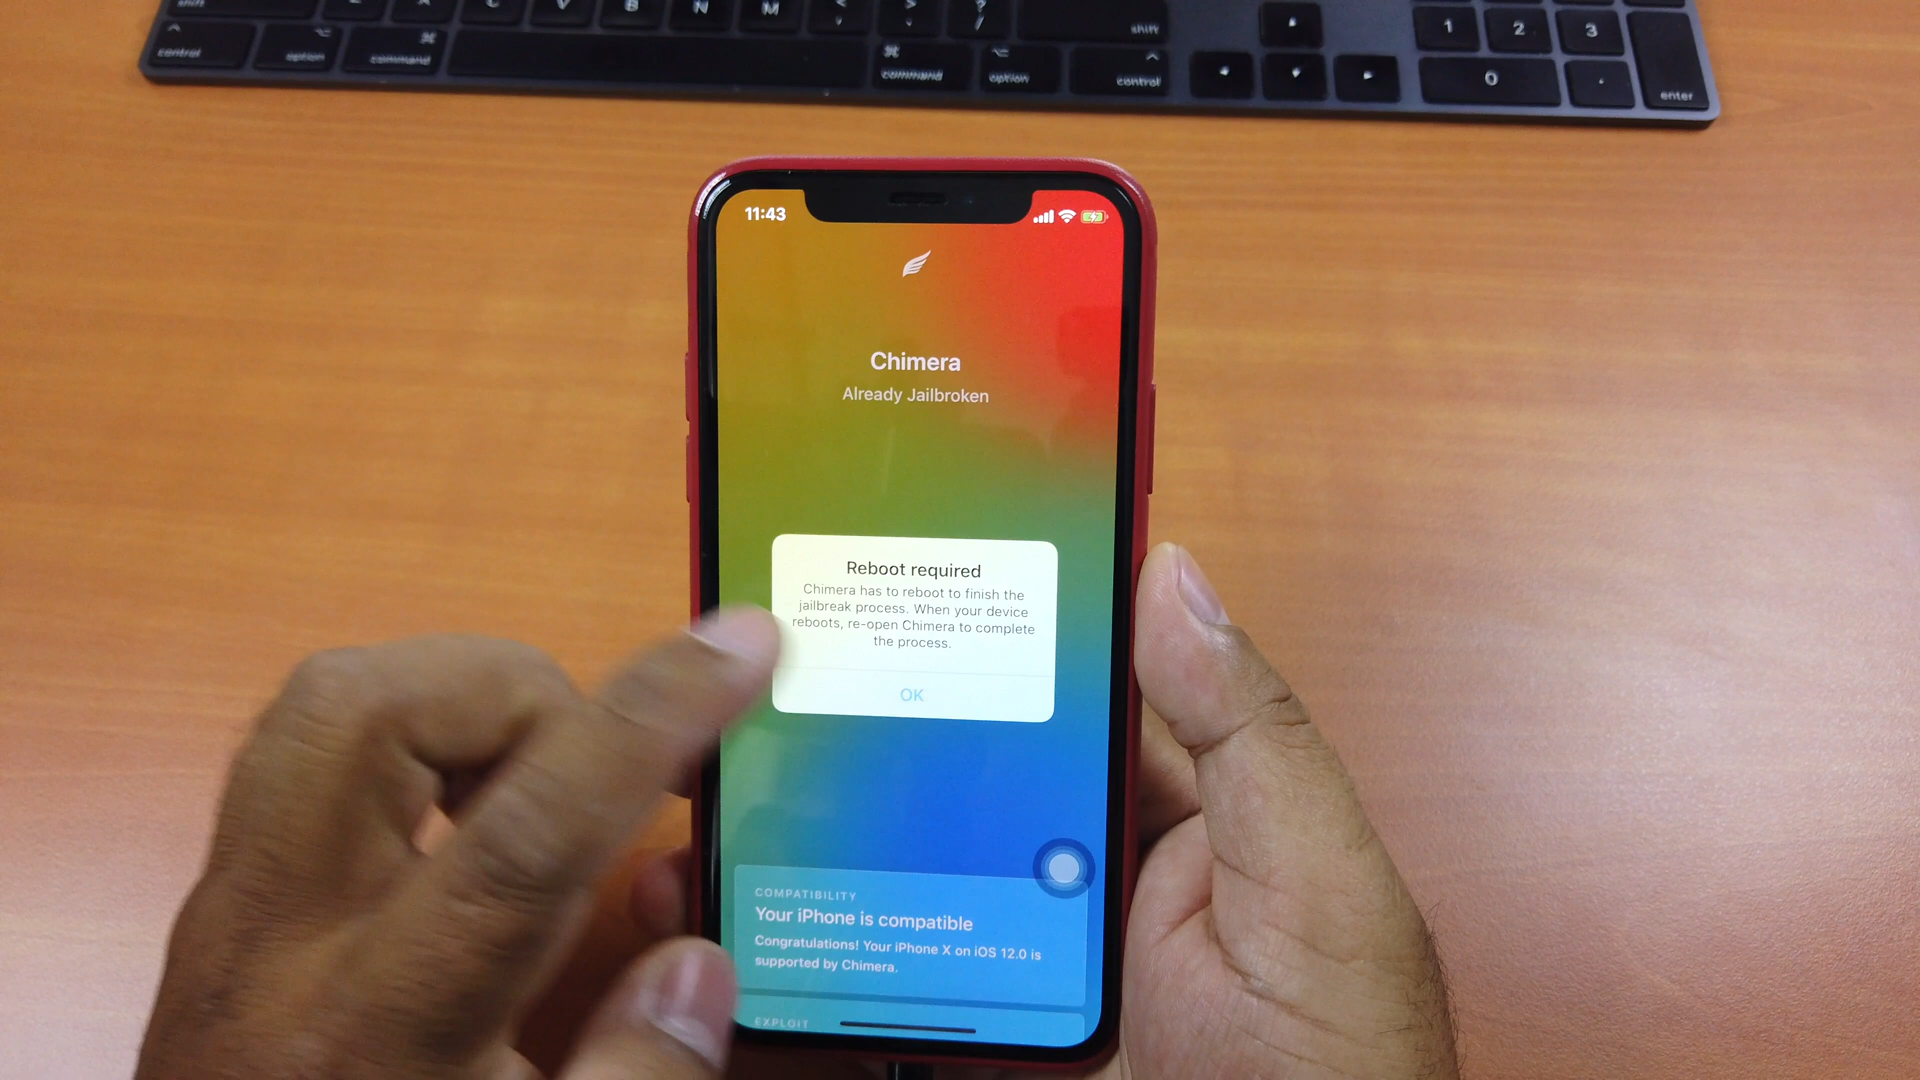 shift
V B N M < > ? /
shift
1 2 3
control
option
⌘
command
⌘
command
option
control
0
.
enter
11:43
Chimera
Already Jailbroken
Reboot required
Chimera has to reboot to finish the
jailbreak process. When your device
reboots, re-open Chimera to complete
the process.
OK
COMPATIBILITY
Your iPhone is compatible
Congratulations! Your iPhone X on iOS 12.0 is
supported by Chimera.
EXPLOIT